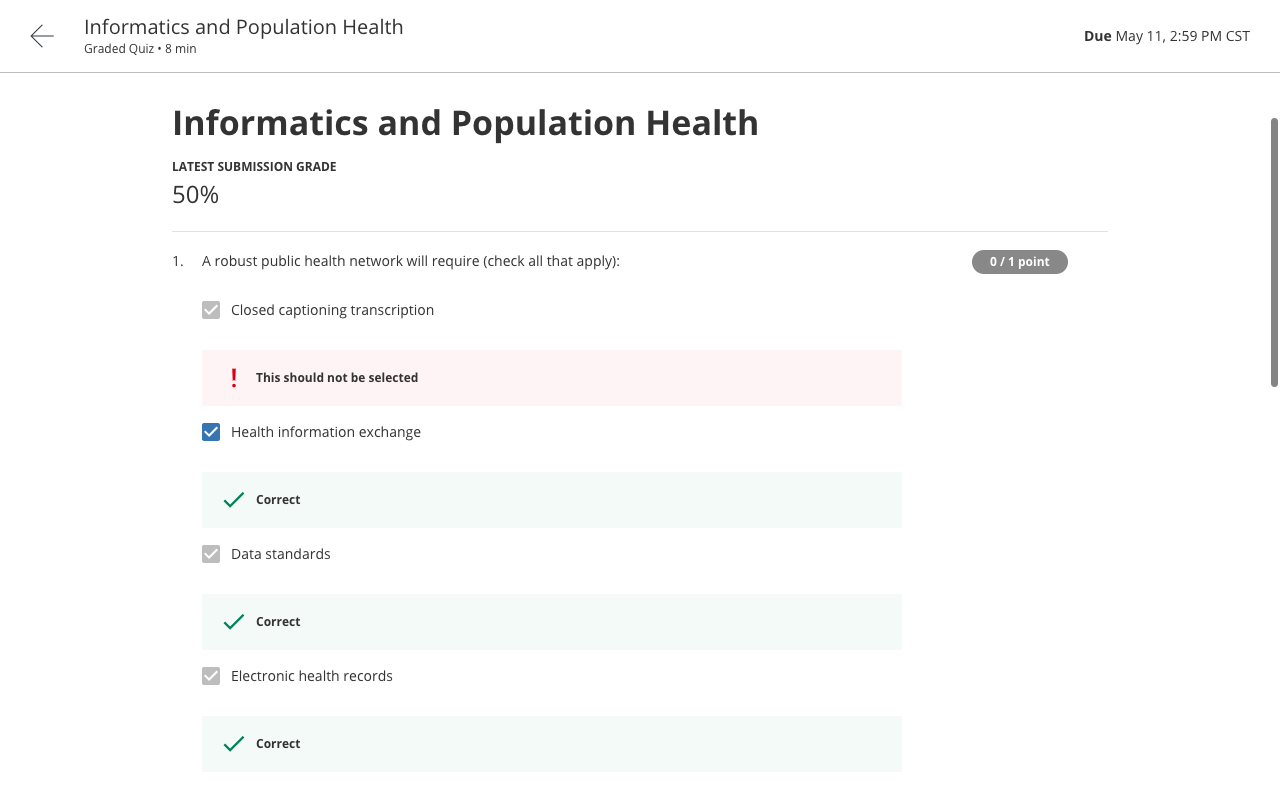 Informatics and Population Health
Graded Quiz • 8 min
Due May 11, 2:59 PM CST
Informatics and Population Health
LATEST SUBMISSION GRADE
50%
1. A robust public health network will require (check all that apply):
0 / 1 point
Closed captioning transcription
This should not be selected
Health information exchange
Correct
Data standards
Correct
Electronic health records
Correct